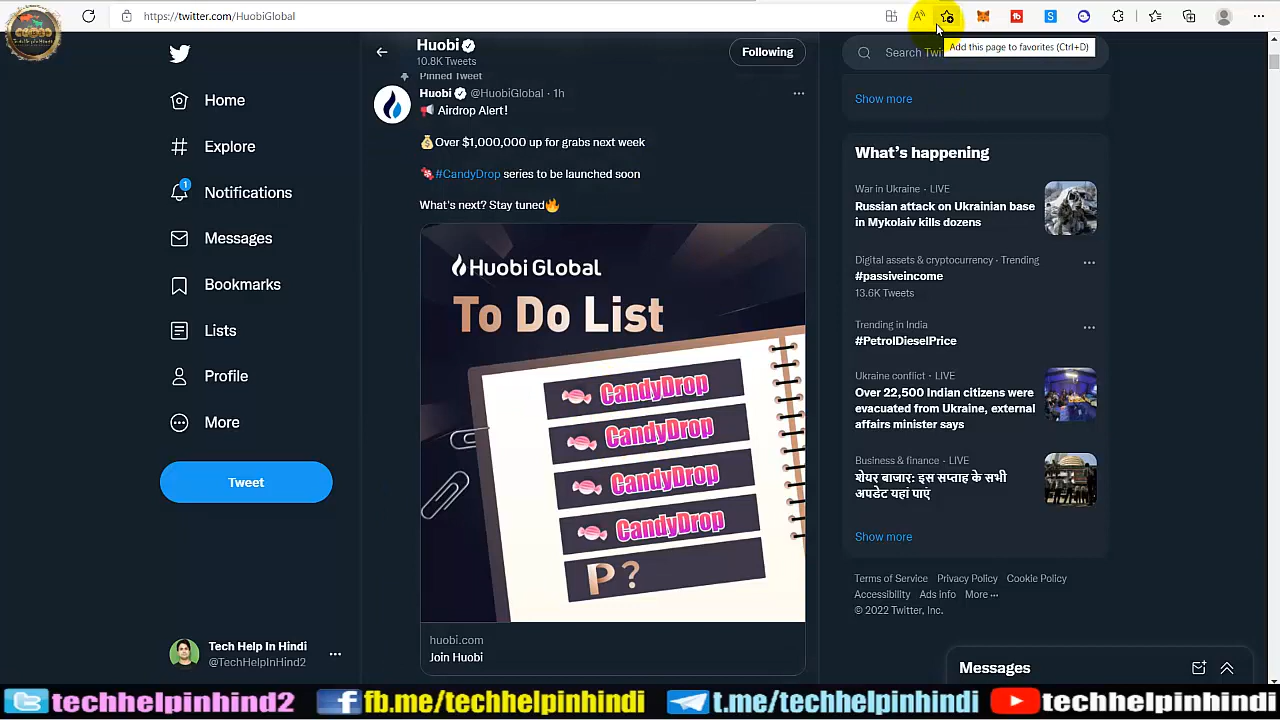 https://twitter.com/HuobiGlobal
Add this page to favorites (Ctrl+D)
Huobi
10.8K Tweets
Following
Search Twi
Home
Explore
1
Notifications
Messages
Bookmarks
Lists
Profile
More
Tweet
Tech Help In Hindi
@TechHelpInHind2
Pinned Tweet
Huobi @HuobiGlobal · 1h
Airdrop Alert!
Over $1,000,000 up for grabs next week
#CandyDrop series to be launched soon
What's next? Stay tuned
Huobi Global
To Do List
CandyDrop
CandyDrop
CandyDrop
CandyDrop
P?
huobi.com
Join Huobi
Show more
What's happening
War in Ukraine · LIVE
Russian attack on Ukrainian base
in Mykolaiv kills dozens
Digital assets & cryptocurrency · Trending
#passiveincome
13.6K Tweets
Trending in India
#PetrolDieselPrice
Ukraine conflict · LIVE
Over 22,500 Indian citizens were
evacuated from Ukraine, external
affairs minister says
Business & finance · LIVE
शेयर बाजार: इस सप्ताह के सभी
अपडेट यहां पाएं
Show more
Terms of Service Privacy Policy Cookie Policy
Accessibility Ads info More ···
© 2022 Twitter, Inc.
Messages
techhelpinhind2
fb.me/techhelpinhindi
t.me/techhelpinhindi
techhelpinhindi